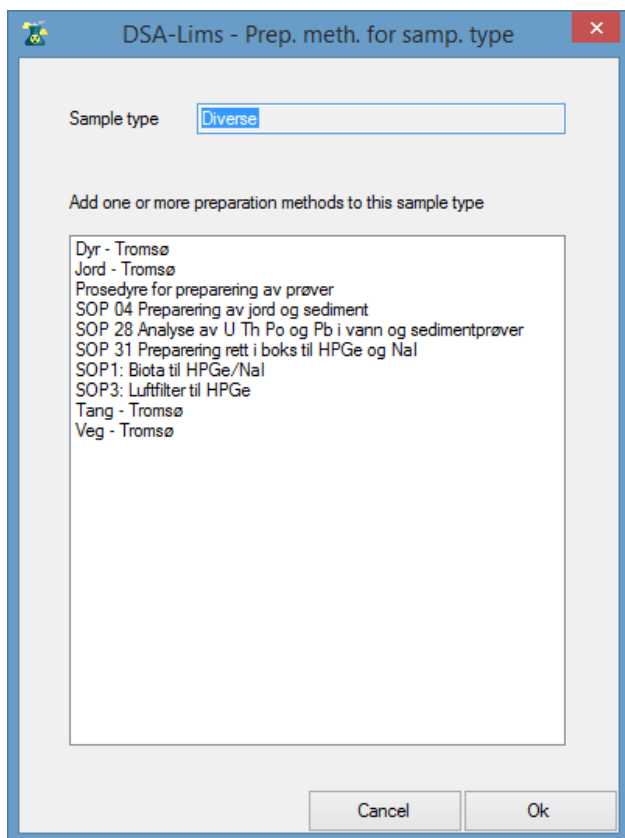 DSA-Lims - Prep. meth. for samp. type
Sample type Diverse
Add one or more preparation methods to this sample type
Dyr - Tromsø
Jord - Tromsø
Prosedyre for preparering av prøver
SOP 04 Preparering av jord og sediment
SOP 28 Analyse av U Th Po og Pb i vann og sedimentprøver
SOP 31 Preparering rett i boks til HPGe og NaI
SOP1: Biota til HPGe/NaI
SOP3: Luftfilter til HPGe
Tang - Tromsø
Veg - Tromsø
Cancel Ok